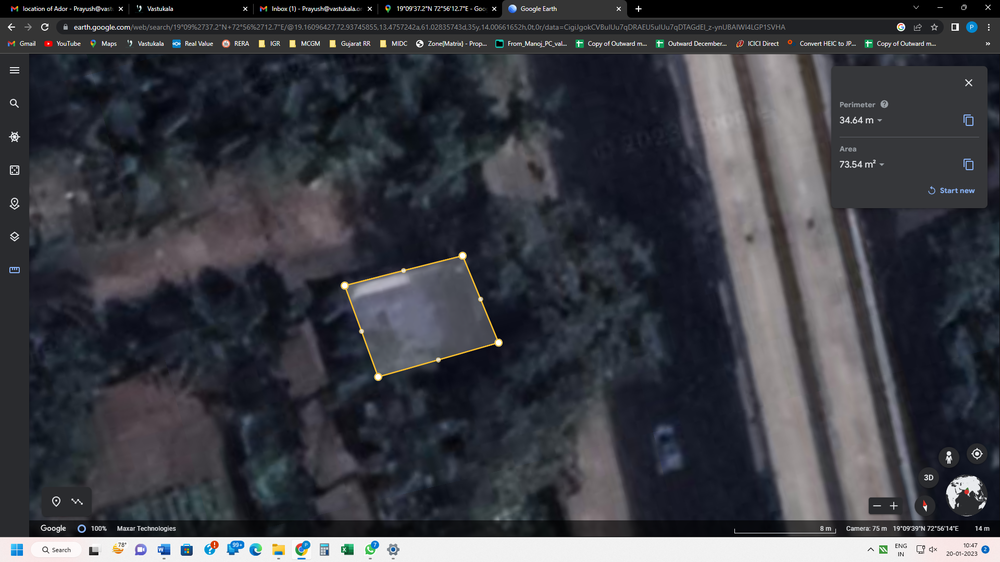 location of Ador - Prayush@vastu
Vastukala
Inbox (1) - Prayush@vastukala.or
19°09'37.2"N 72°56'12.7"E - Goo
Google Earth
earth.google.com/web/search/19°09%2737.2"N+72°56%2712.7"E/@19.16096427,72.93745855,13.4757242a,61.02835743d,35y,14.00661652h,0t,0r/data=CigiJgokCVBulUu7qDRAEU5ulUu7qDTAGdEI_z-ynUBAIWI4LGP1SVHA
P
Gmail
YouTube
Maps
Vastukala
Real Value
RERA
IGR
MCGM
Gujarat RR
MIDC
Zone{Matrix} - Prop...
From_Manoj_PC_val...
Copy of Outward m...
Outward December...
ICICI Direct
Convert HEIC to JP...
Copy of Outward m...
»
© 2023
Perimeter ?
34.64 m
Area
73.54 m²
Start new
3D
Google
100%
Maxar Technologies
8 m
Camera: 75 m
19°09'39"N 72°56'14"E
14 m
Search
78°
99+
P
7
ENG
IN
10:47
20-01-2023
2